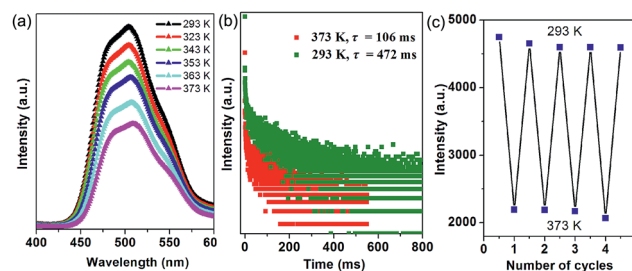 (a)
293 K
323 K
343 K
353 K
363 K
373 K
Intensity (a.u.)
400 450 500 550 60
Wavelength (nm)
(b)
373 K, τ = 106 ms
293 K, τ = 472 ms
Intensity (a.u.)
0 200 400 600 800
Time (ms)
(c)
5000
4000
3000
2000
293 K
373 K
Intensity (a.u.)
0 1 2 3 4 5
Number of cycles